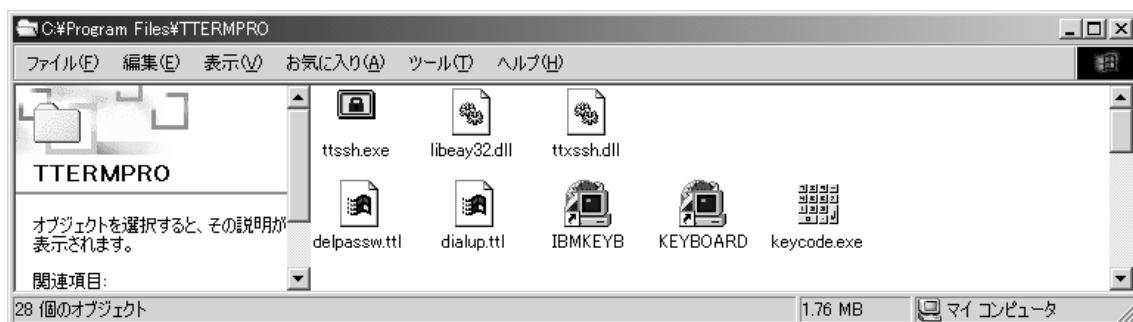 C:¥Program Files¥TTERMPRO
ファイル(F) 編集(E) 表示(V) お気に入り(A) ツール(T) ヘルプ(H)
ttssh.exe libeay32.dll ttxssh.dll
TTERMPRO
delpassw.ttl dialup.ttl IBMKEYB KEYBOARD keycode.exe
オブジェクトを選択すると、その説明が
表示されます。
関連項目:
28 個のオブジェクト 1.76 MB マイ コンピュータ